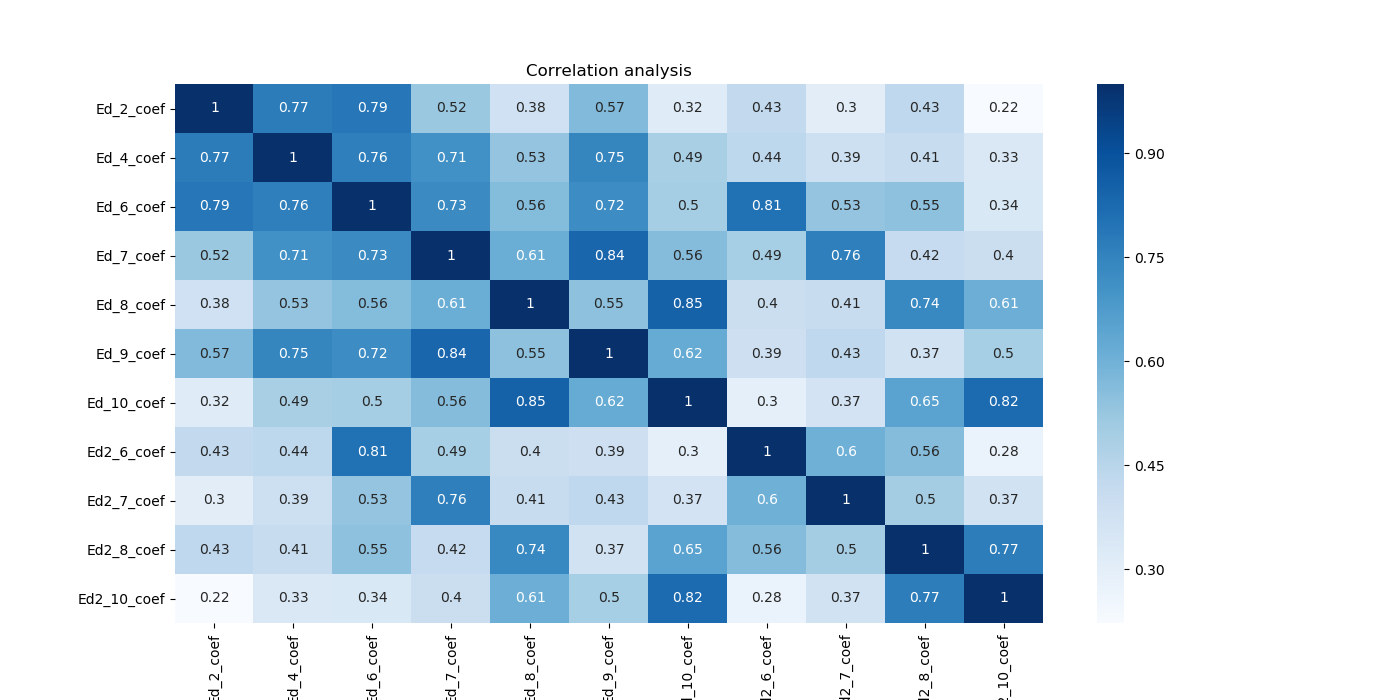 Correlation analysis
Ed_2_coef 1 0.77 0.79 0.52 0.38 0.57 0.32 0.43 0.3 0.43 0.22
Ed_4_coef 0.77 1 0.76 0.71 0.53 0.75 0.49 0.44 0.39 0.41 0.33
Ed_6_coef 0.79 0.76 1 0.73 0.56 0.72 0.5 0.81 0.53 0.55 0.34
Ed_7_coef 0.52 0.71 0.73 1 0.61 0.84 0.56 0.49 0.76 0.42 0.4
Ed_8_coef 0.38 0.53 0.56 0.61 1 0.55 0.85 0.4 0.41 0.74 0.61
Ed_9_coef 0.57 0.75 0.72 0.84 0.55 1 0.62 0.39 0.43 0.37 0.5
Ed_10_coef 0.32 0.49 0.5 0.56 0.85 0.62 1 0.3 0.37 0.65 0.82
Ed2_6_coef 0.43 0.44 0.81 0.49 0.4 0.39 0.3 1 0.6 0.56 0.28
Ed2_7_coef 0.3 0.39 0.53 0.76 0.41 0.43 0.37 0.6 1 0.5 0.37
Ed2_8_coef 0.43 0.41 0.55 0.42 0.74 0.37 0.65 0.56 0.5 1 0.77
Ed2_10_coef 0.22 0.33 0.34 0.4 0.61 0.5 0.82 0.28 0.37 0.77 1
Ed_2_coef
Ed_4_coef
Ed_6_coef
Ed_7_coef
Ed_8_coef
Ed_9_coef
d_10_coef
d2_6_coef
d2_7_coef
d2_8_coef
2_10_coef
0.90
0.75
0.60
0.45
0.30